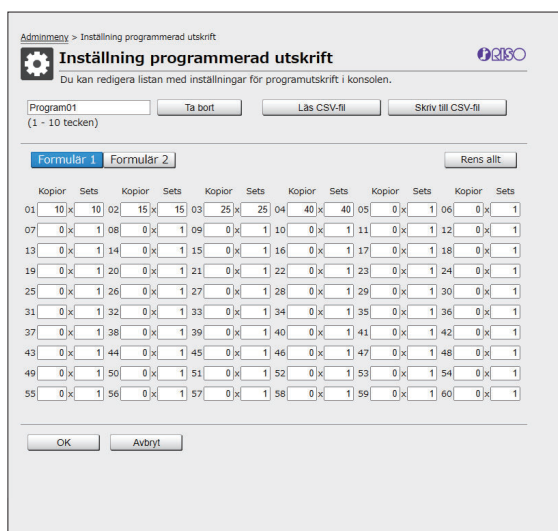 Adminmeny > Inställning programmerad utskrift
Inställning programmerad utskrift
RISO
Du kan redigera listan med inställningar för programutskrift i konsolen.
Program01 Ta bort Läs CSV-fil Skriv till CSV-fil
(1 - 10 tecken)
Formulär 1 Formulär 2 Rens allt
Kopior Sets Kopior Sets Kopior Sets Kopior Sets Kopior Sets Kopior Sets
01 10 x 10 02 15 x 15 03 25 x 25 04 40 x 40 05 0 x 1 06 0 x 1
07 0 x 1 08 0 x 1 09 0 x 1 10 0 x 1 11 0 x 1 12 0 x 1
13 0 x 1 14 0 x 1 15 0 x 1 16 0 x 1 17 0 x 1 18 0 x 1
19 0 x 1 20 0 x 1 21 0 x 1 22 0 x 1 23 0 x 1 24 0 x 1
25 0 x 1 26 0 x 1 27 0 x 1 28 0 x 1 29 0 x 1 30 0 x 1
31 0 x 1 32 0 x 1 33 0 x 1 34 0 x 1 35 0 x 1 36 0 x 1
37 0 x 1 38 0 x 1 39 0 x 1 40 0 x 1 41 0 x 1 42 0 x 1
43 0 x 1 44 0 x 1 45 0 x 1 46 0 x 1 47 0 x 1 48 0 x 1
49 0 x 1 50 0 x 1 51 0 x 1 52 0 x 1 53 0 x 1 54 0 x 1
55 0 x 1 56 0 x 1 57 0 x 1 58 0 x 1 59 0 x 1 60 0 x 1
OK Avbryt